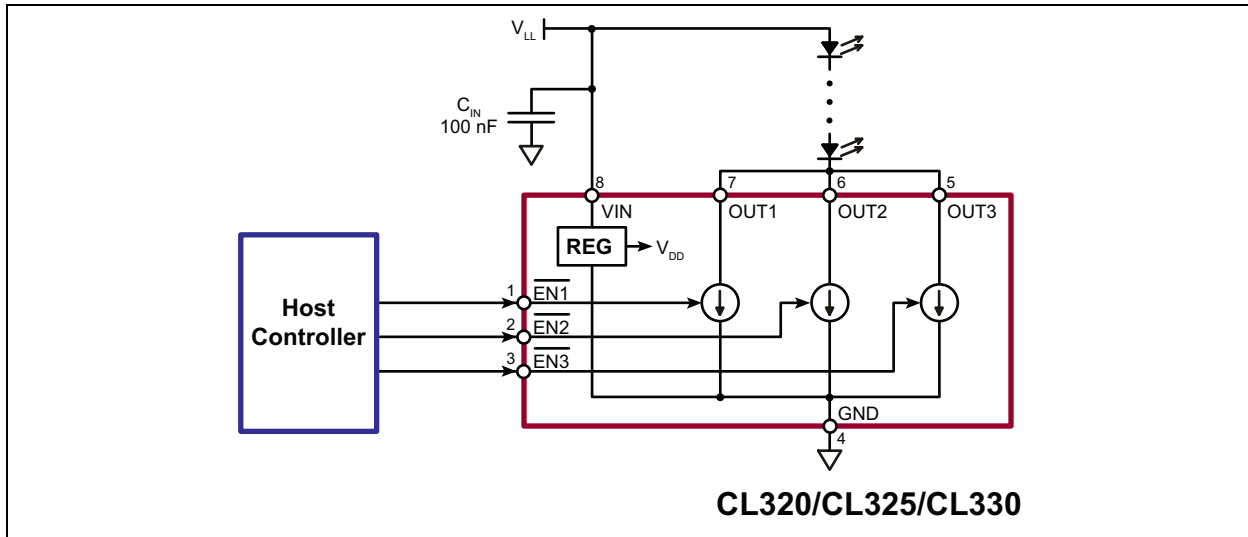 V_LL
C_IN
100 nF
8
7
6
5
VIN
OUT1
OUT2
OUT3
REG
V_DD
Host
Controller
1
EN1
2
EN2
3
EN3
GND
4
CL320/CL325/CL330